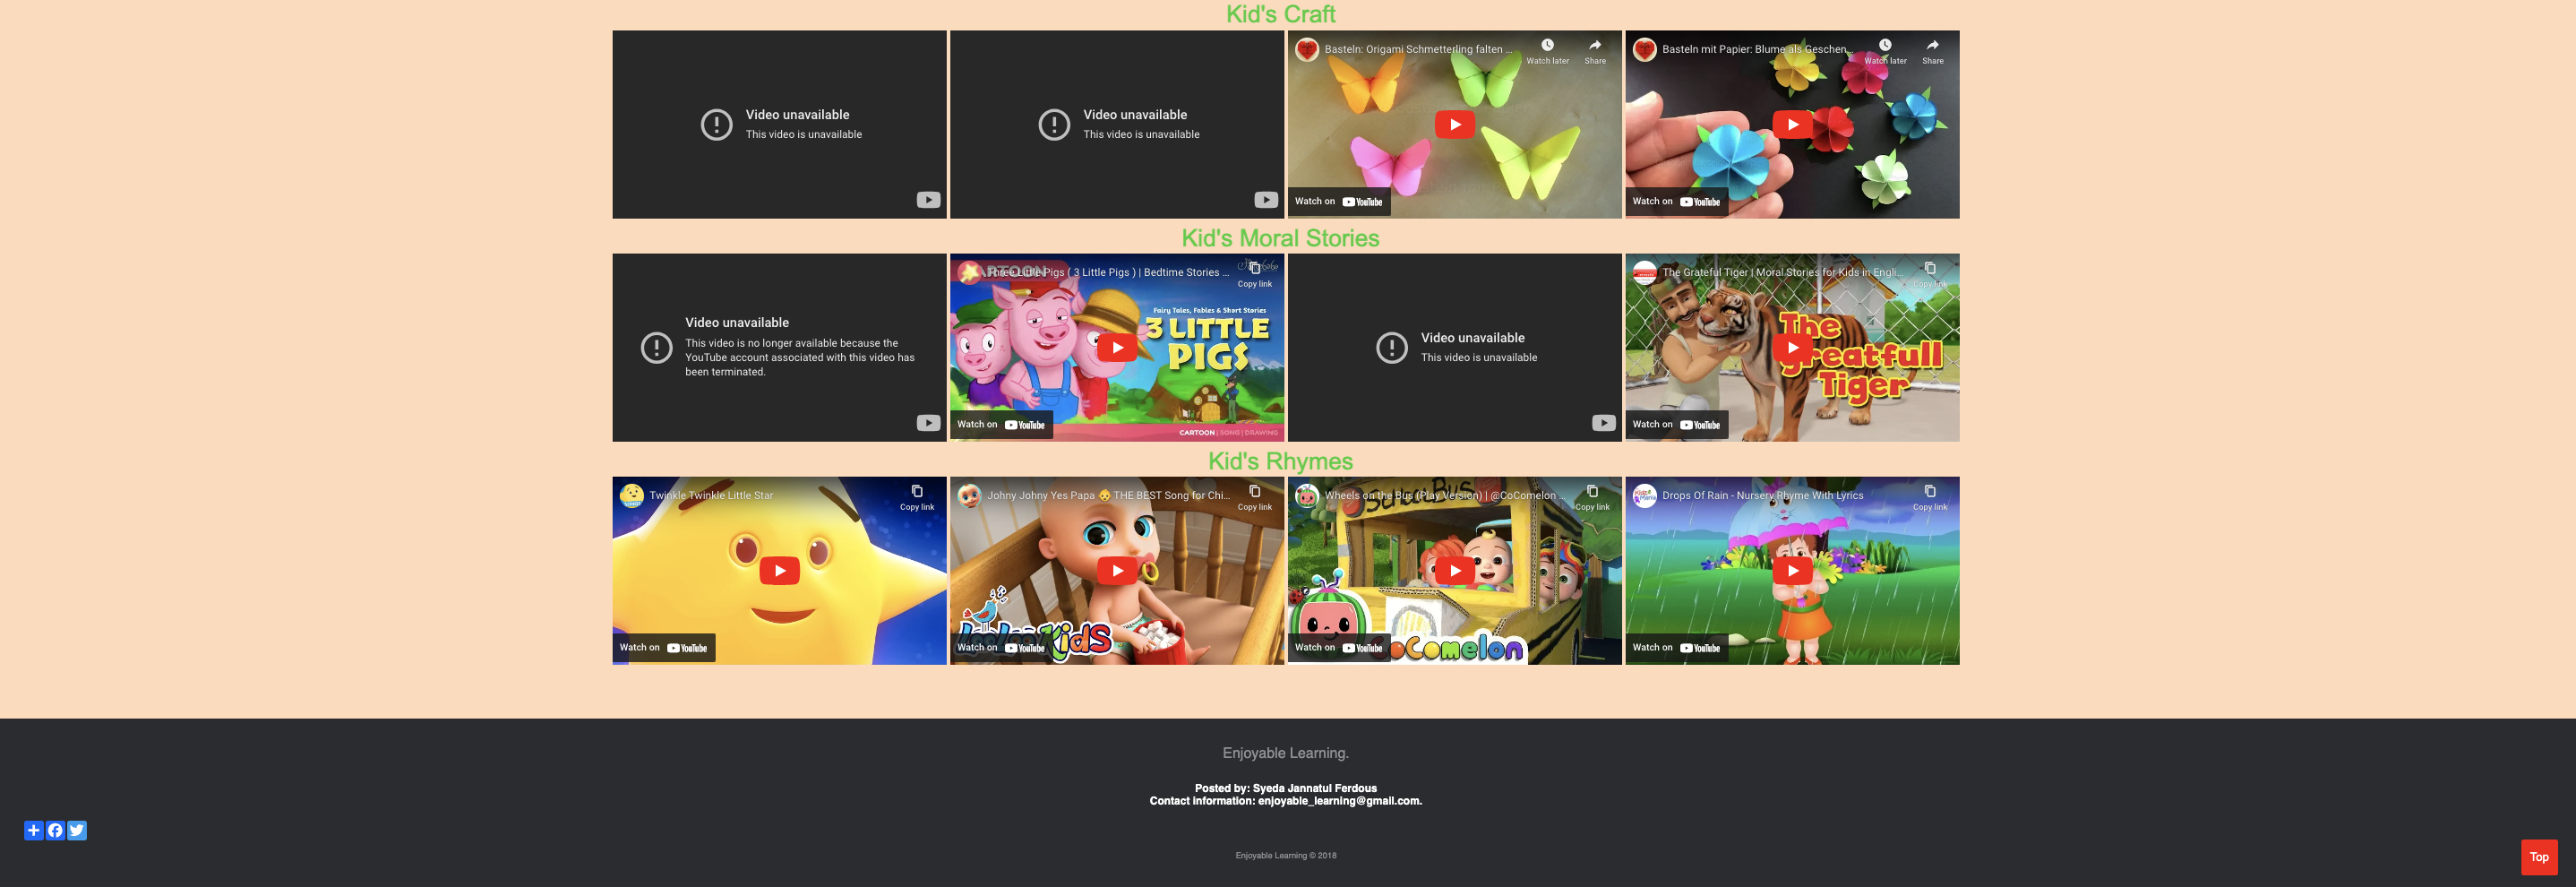 Kid's Craft
Video unavailable
This video is unavailable
Video unavailable
This video is unavailable
Basteln: Origami Schmetterling falten ...
Watch later
Share
Watch on YouTube
Basteln mit Papier: Blume als Geschen...
Watch later
Share
Watch on YouTube
Kid's Moral Stories
Video unavailable
This video is no longer available because the
YouTube account associated with this video has
been terminated.
CARTOON
Three Little Pigs ( 3 Little Pigs ) | Bedtime Stories ...
Copy link
Fairy Tales, Fables & Short Stories
3 LITTLE
PIGS
Watch on YouTube
CARTOON | SONG | DRAWING
Video unavailable
This video is unavailable
The Grateful Tiger | Moral Stories for Kids in Engli...
Copy link
The
greatfull
Tiger
Watch on YouTube
Kid's Rhymes
Twinkle Twinkle Little Star
Copy link
Watch on YouTube
Johny Johny Yes Papa 👶 THE BEST Song for Chi...
Copy link
Kids
Watch on YouTube
Wheels on the Bus (Play Version) | @CoComelon ...
Copy link
School Bus
Watch on YouTube
CoComelon
Drops Of Rain - Nursery Rhyme With Lyrics
Copy link
Watch on YouTube
Enjoyable Learning.
Posted by: Syeda Jannatul Ferdous
Contact information: enjoyable_learning@gmail.com.
Enjoyable Learning © 2018
Top